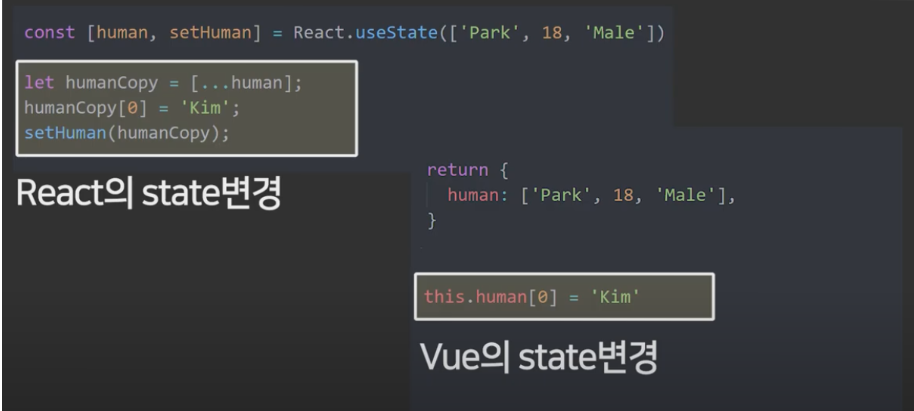 const [human, setHuman] = React.useState(['Park', 18, 'Male'])
let humanCopy = [...human];
humanCopy[0] = 'Kim';
setHuman(humanCopy);
React의 state변경
return {
human: ['Park', 18, 'Male'],
}
this.human[0] = 'Kim'
Vue의 state변경